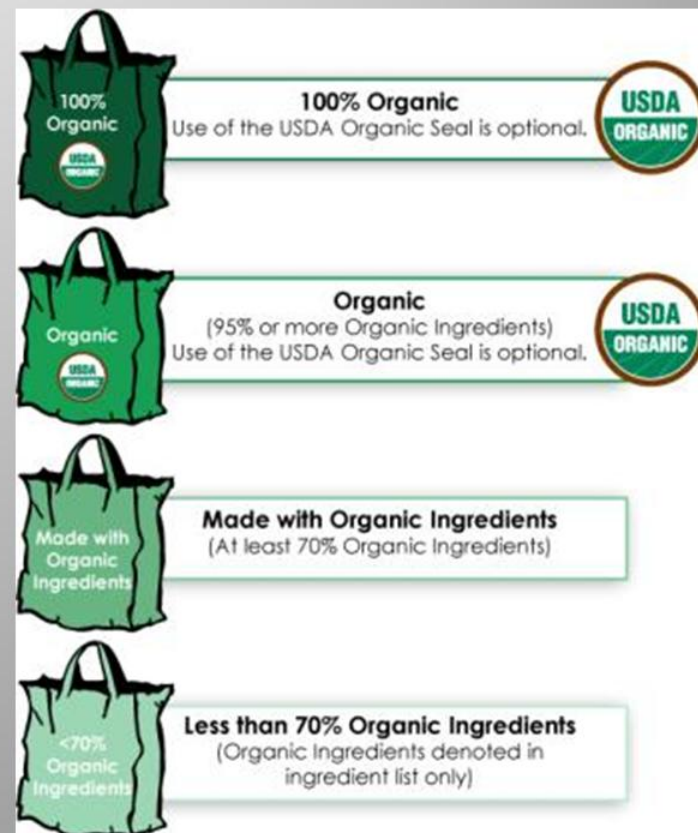 100%
Organic
USDA
ORGANIC
100% Organic
Use of the USDA Organic Seal is optional.
USDA
ORGANIC
Organic
USDA
ORGANIC
Organic
(95% or more Organic Ingredients)
Use of the USDA Organic Seal is optional.
USDA
ORGANIC
Made with
Organic
Ingredients
Made with Organic Ingredients
(At least 70% Organic Ingredients)
<70%
Organic
Ingredients
Less than 70% Organic Ingredients
(Organic Ingredients denoted in
ingredient list only)